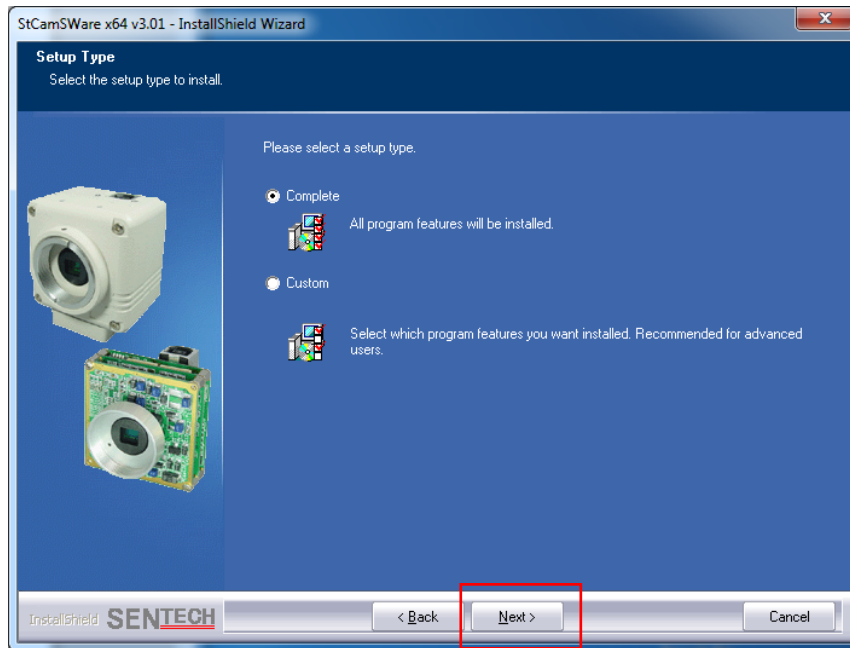 StCamSWare x64 v3.01 - InstallShield Wizard
Setup Type
Select the setup type to install.
Please select a setup type.
Complete
All program features will be installed.
Custom
Select which program features you want installed. Recommended for advanced
users.
InstallShield SENTECH
< Back
Next >
Cancel